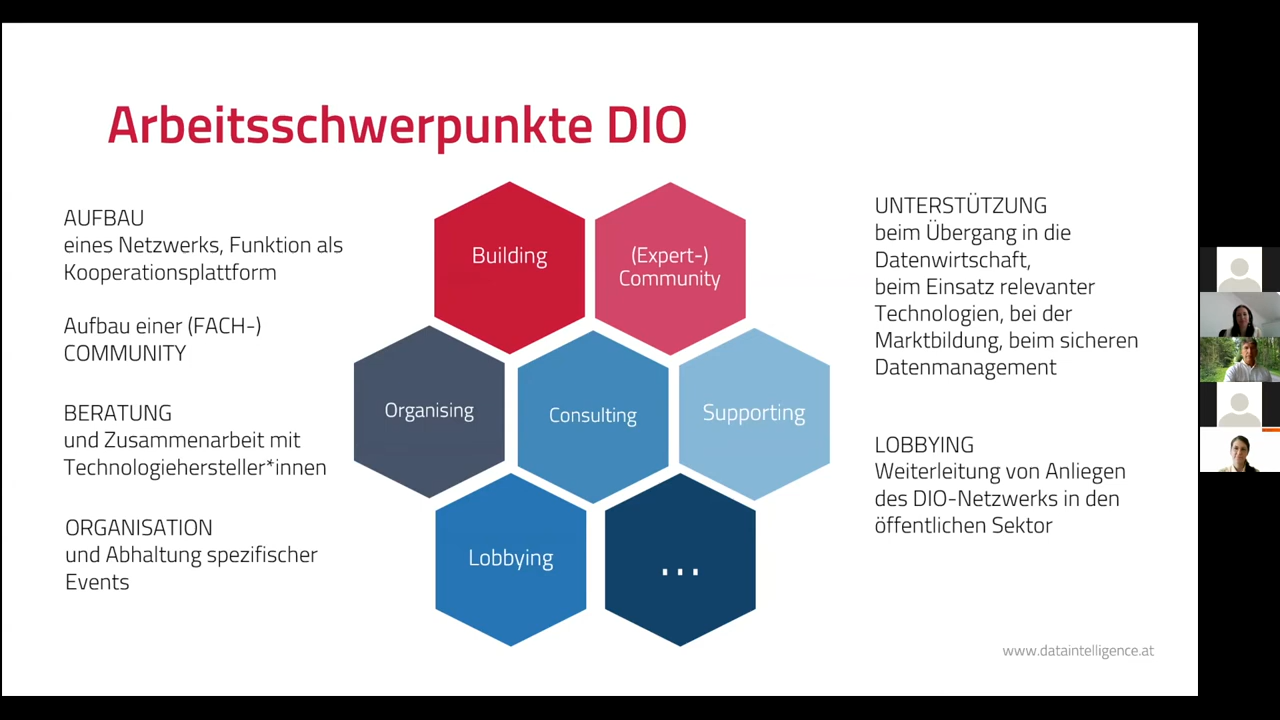 Arbeitsschwerpunkte DIO
AUFBAU
eines Netzwerks, Funktion als
Kooperationsplattform
Aufbau einer (FACH-)
COMMUNITY
BERATUNG
und Zusammenarbeit mit
Technologiehersteller*innen
ORGANISATION
und Abhaltung spezifischer
Events
Building
(Expert-)
Community
Organising
Consulting
Supporting
Lobbying
...
UNTERSTÜTZUNG
beim Übergang in die
Datenwirtschaft,
beim Einsatz relevanter
Technologien, bei der
Marktbildung, beim sicheren
Datenmanagement
LOBBYING
Weiterleitung von Anliegen
des DIO-Netzwerks in den
öffentlichen Sektor
www.dataintelligence.at